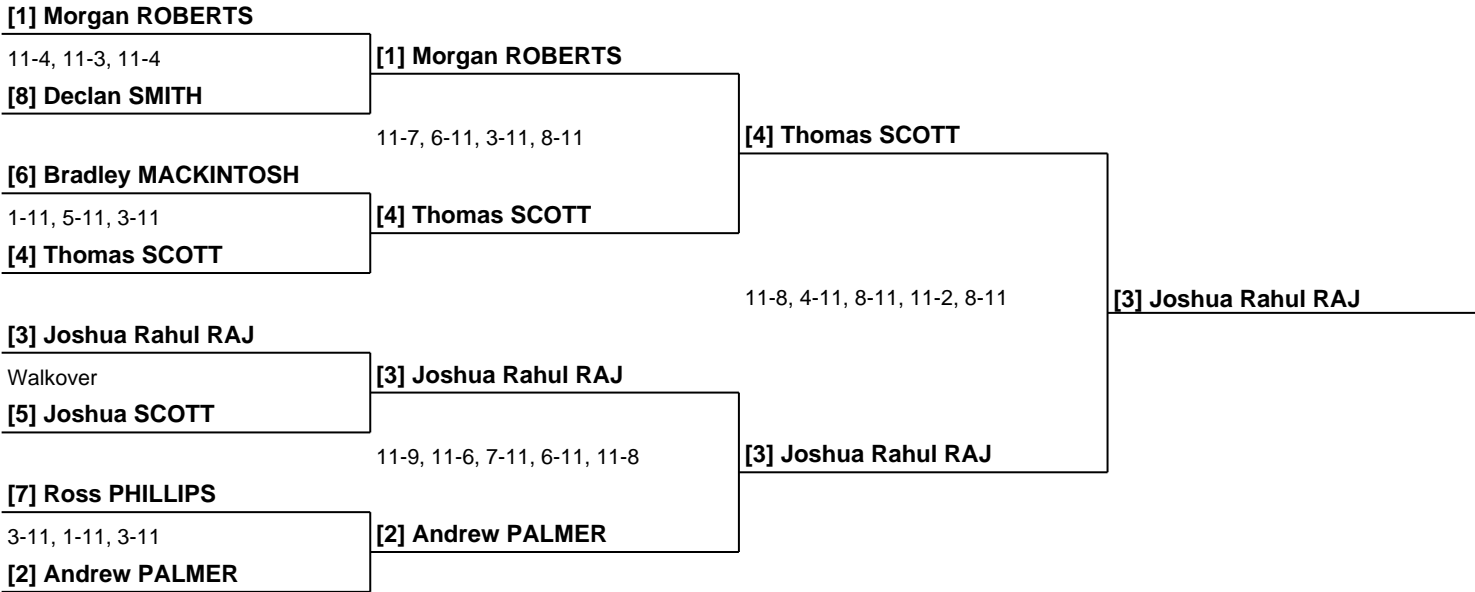 [1] Morgan ROBERTS
11-4, 11-3, 11-4
[8] Declan SMITH
[6] Bradley MACKINTOSH
1-11, 5-11, 3-11
[4] Thomas SCOTT
[3] Joshua Rahul RAJ
Walkover
[5] Joshua SCOTT
[7] Ross PHILLIPS
3-11, 1-11, 3-11
[2] Andrew PALMER
[1] Morgan ROBERTS
11-7, 6-11, 3-11, 8-11
[4] Thomas SCOTT
[3] Joshua Rahul RAJ
11-9, 11-6, 7-11, 6-11, 11-8
[2] Andrew PALMER
[4] Thomas SCOTT
11-8, 4-11, 8-11, 11-2, 8-11
[3] Joshua Rahul RAJ
[3] Joshua Rahul RAJ